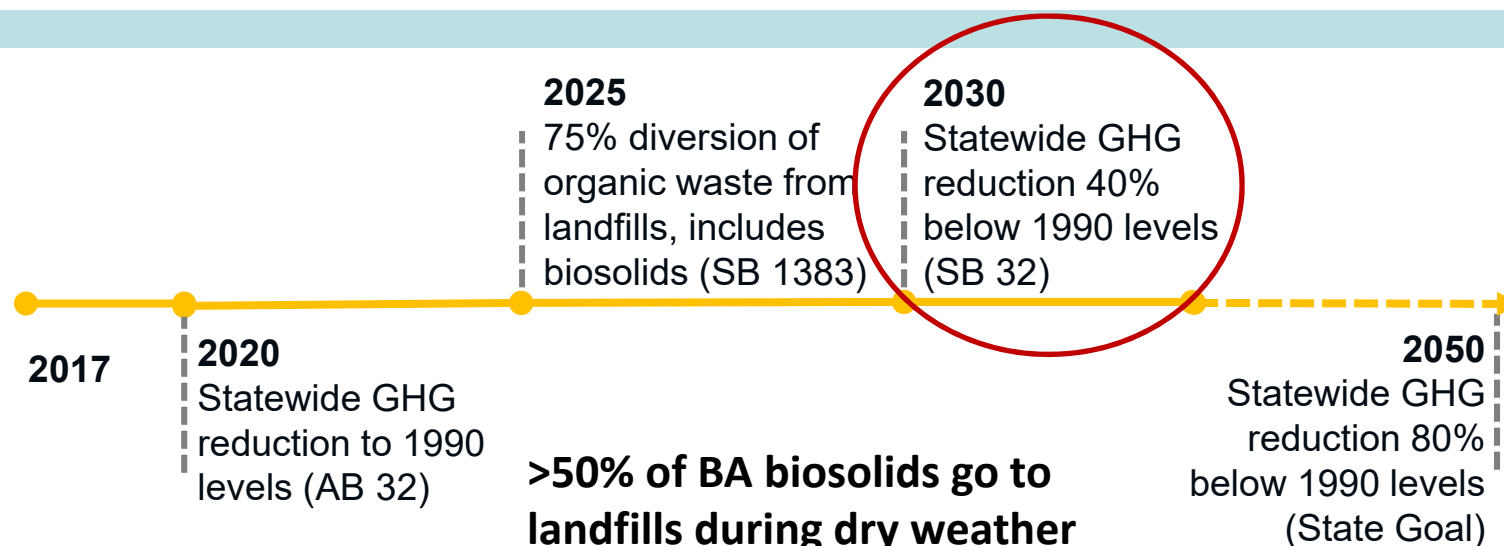 2025
75% diversion of
organic waste from
landfills, includes
biosolids (SB 1383)
2030
Statewide GHG
reduction 40%
below 1990 levels
(SB 32)
2017
2020
Statewide GHG
reduction to 1990
levels (AB 32)
>50% of BA biosolids go to
landfills during dry weather
2050
Statewide GHG
reduction 80%
below 1990 levels
(State Goal)